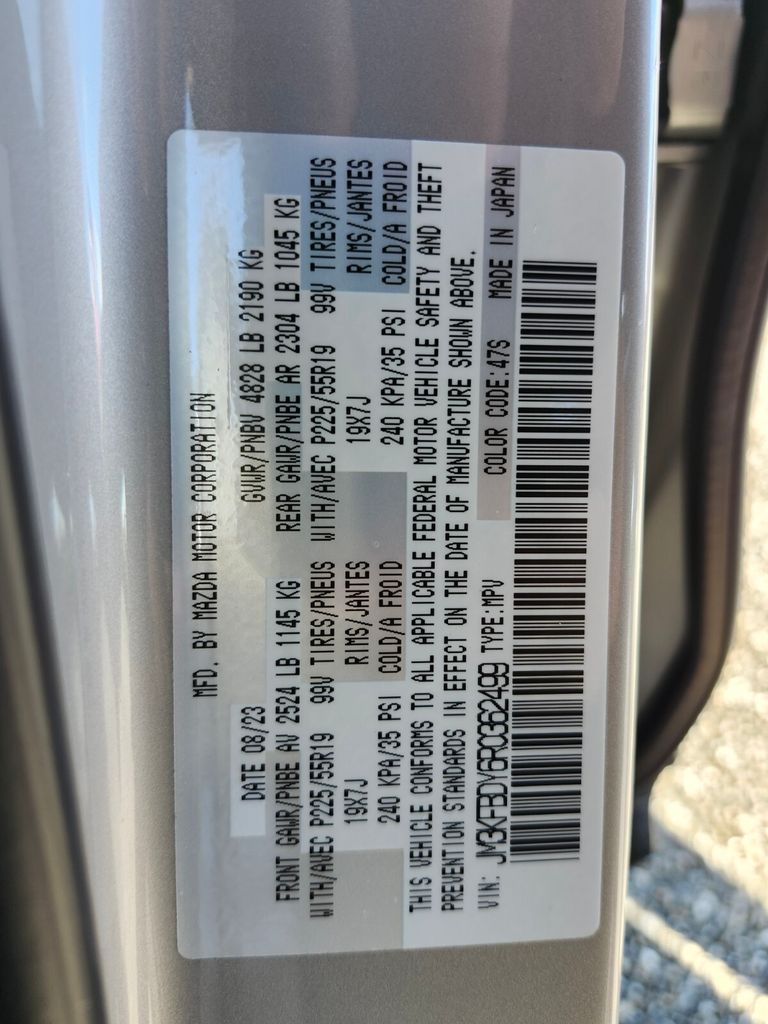 MFD. BY MAZDA MOTOR CORPORATION
DATE 08/23 GVWR/PNBV 4828 LB 2190 KG
FRONT GAWR/PNBE AV 2524 LB 1145 KG REAR GAWR/PNBE AR 2304 LB 1045 KG
WITH/AVEC P225/55R19 99V TIRES/PNEUS WITH/AVEC P225/55R19 99V TIRES/PNEUS
19X7J RIMS/JANTES 19X7J RIMS/JANTES
240 KPA/35 PSI COLD/A FROID 240 KPA/35 PSI COLD/A FROID
THIS VEHICLE CONFORMS TO ALL APPLICABLE FEDERAL MOTOR VEHICLE SAFETY AND THEFT
PREVENTION STANDARDS IN EFFECT ON THE DATE OF MANUFACTURE SHOWN ABOVE.
VIN: JM3KFBDY6R0362499 TYPE:MPV COLOR CODE:47S MADE IN JAPAN